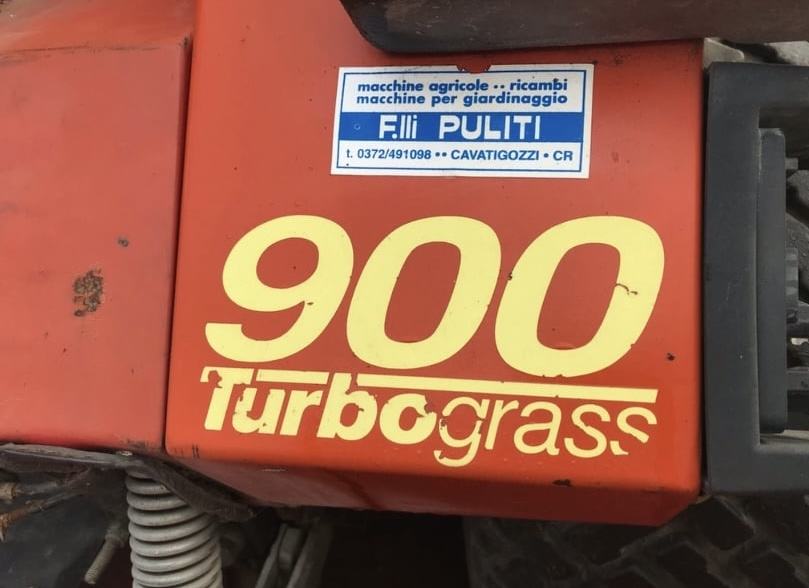 macchine agricole •• ricambi
macchine per giardinaggio
F.lli PULITI
t. 0372/491098 •• CAVATIGOZZI • CR
900
Turbograss